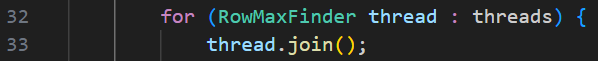 32 for (RowMaxFinder thread : threads) {
33 thread.join();